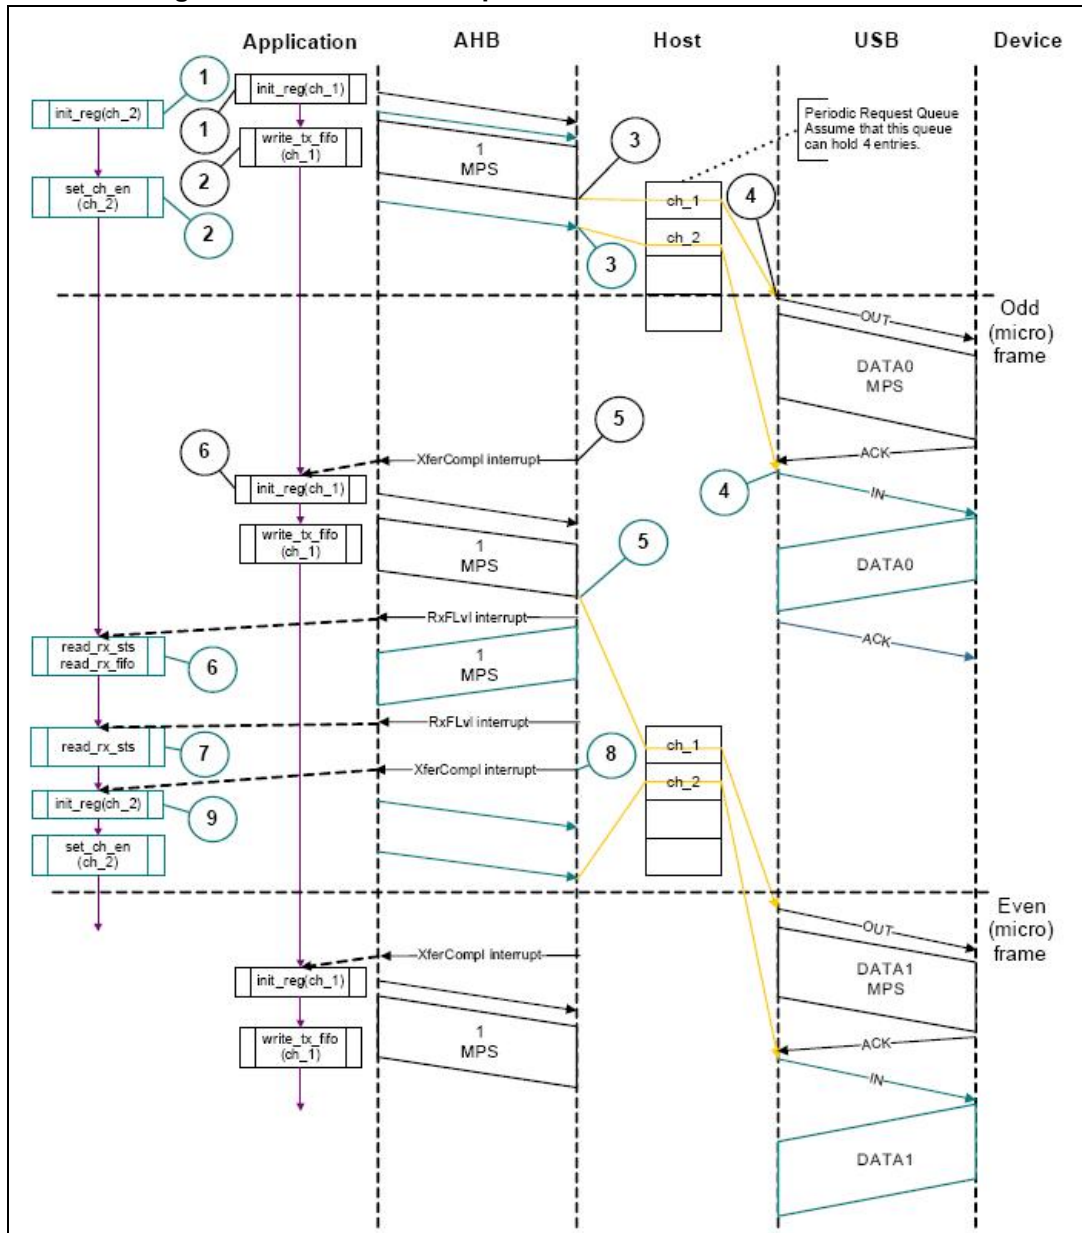 Application
AHB
Host
USB
Device
1
init_reg(ch_1)
init_reg(ch_2)
1
Periodic Request Queue
Assume that this queue
can hold 4 entries.
write_tx_fifo
(ch_1)
1
MPS
3
2
set_ch_en
(ch_2)
ch_1
4
2
ch_2
3
Odd
(micro)
frame
OUT
DATA0
MPS
5
ACK
6
XferCompl interrupt
init_reg(ch_1)
4
IN
write_tx_fifo
(ch_1)
1
MPS
5
DATA0
RxFLvl interrupt
ACK
read_rx_sts
read_rx_fifo
6
1
MPS
RxFLvl interrupt
read_rx_sts
7
ch_1
8
XferCompl interrupt
ch_2
init_reg(ch_2)
9
set_ch_en
(ch_2)
Even
(micro)
frame
OUT
XferCompl interrupt
DATA1
MPS
init_reg(ch_1)
write_tx_fifo
(ch_1)
1
MPS
ACK
IN
DATA1